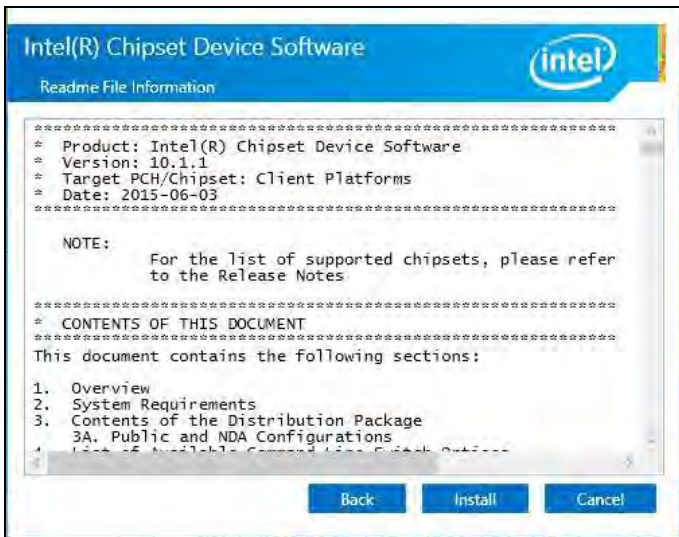 Intel(R) Chipset Device Software
intel
Readme File Information
************************************************************
* Product: Intel(R) Chipset Device Software
* Version: 10.1.1
* Target PCH/Chipset: Client Platforms
* Date: 2015-06-03
************************************************************
NOTE:
For the list of supported chipsets, please refer
to the Release Notes
************************************************************
* CONTENTS OF THIS DOCUMENT
************************************************************
This document contains the following sections:
1. Overview
2. System Requirements
3. Contents of the Distribution Package
3A. Public and NDA Configurations
Back
Install
Cancel